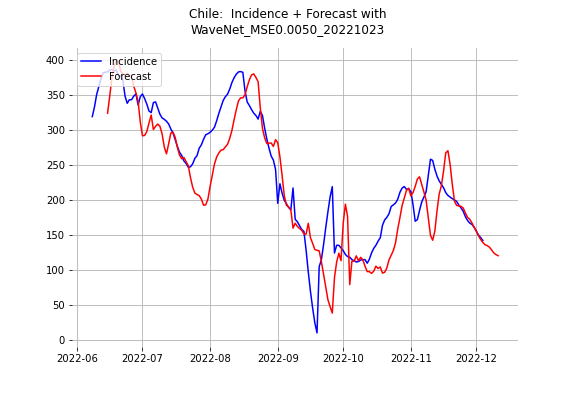 Chile:  Incidence + Forecast with
WaveNet_MSE0.0050_20221023
Incidence
Forecast
400
350
300
250
200
150
100
50
0
2022-06 2022-07 2022-08 2022-09 2022-10 2022-11 2022-12